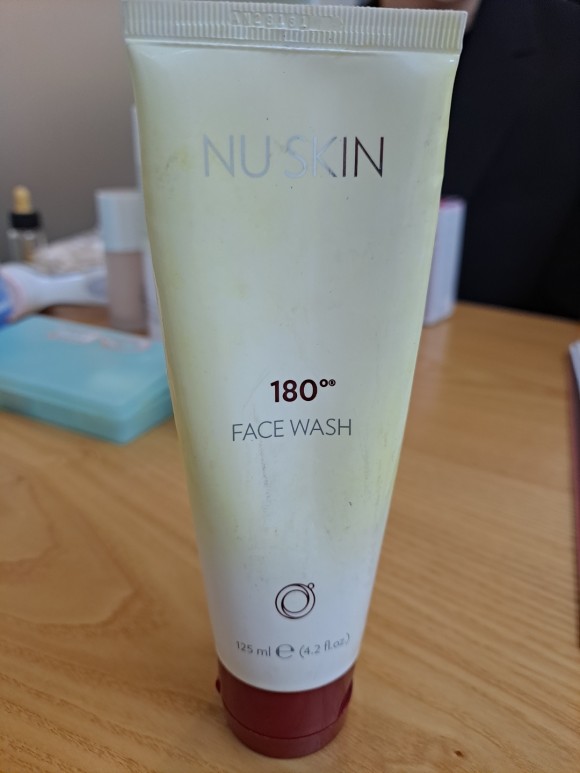 NU SKIN
180°®
FACE WASH
125 ml ℮ (4.2 fl.oz.)